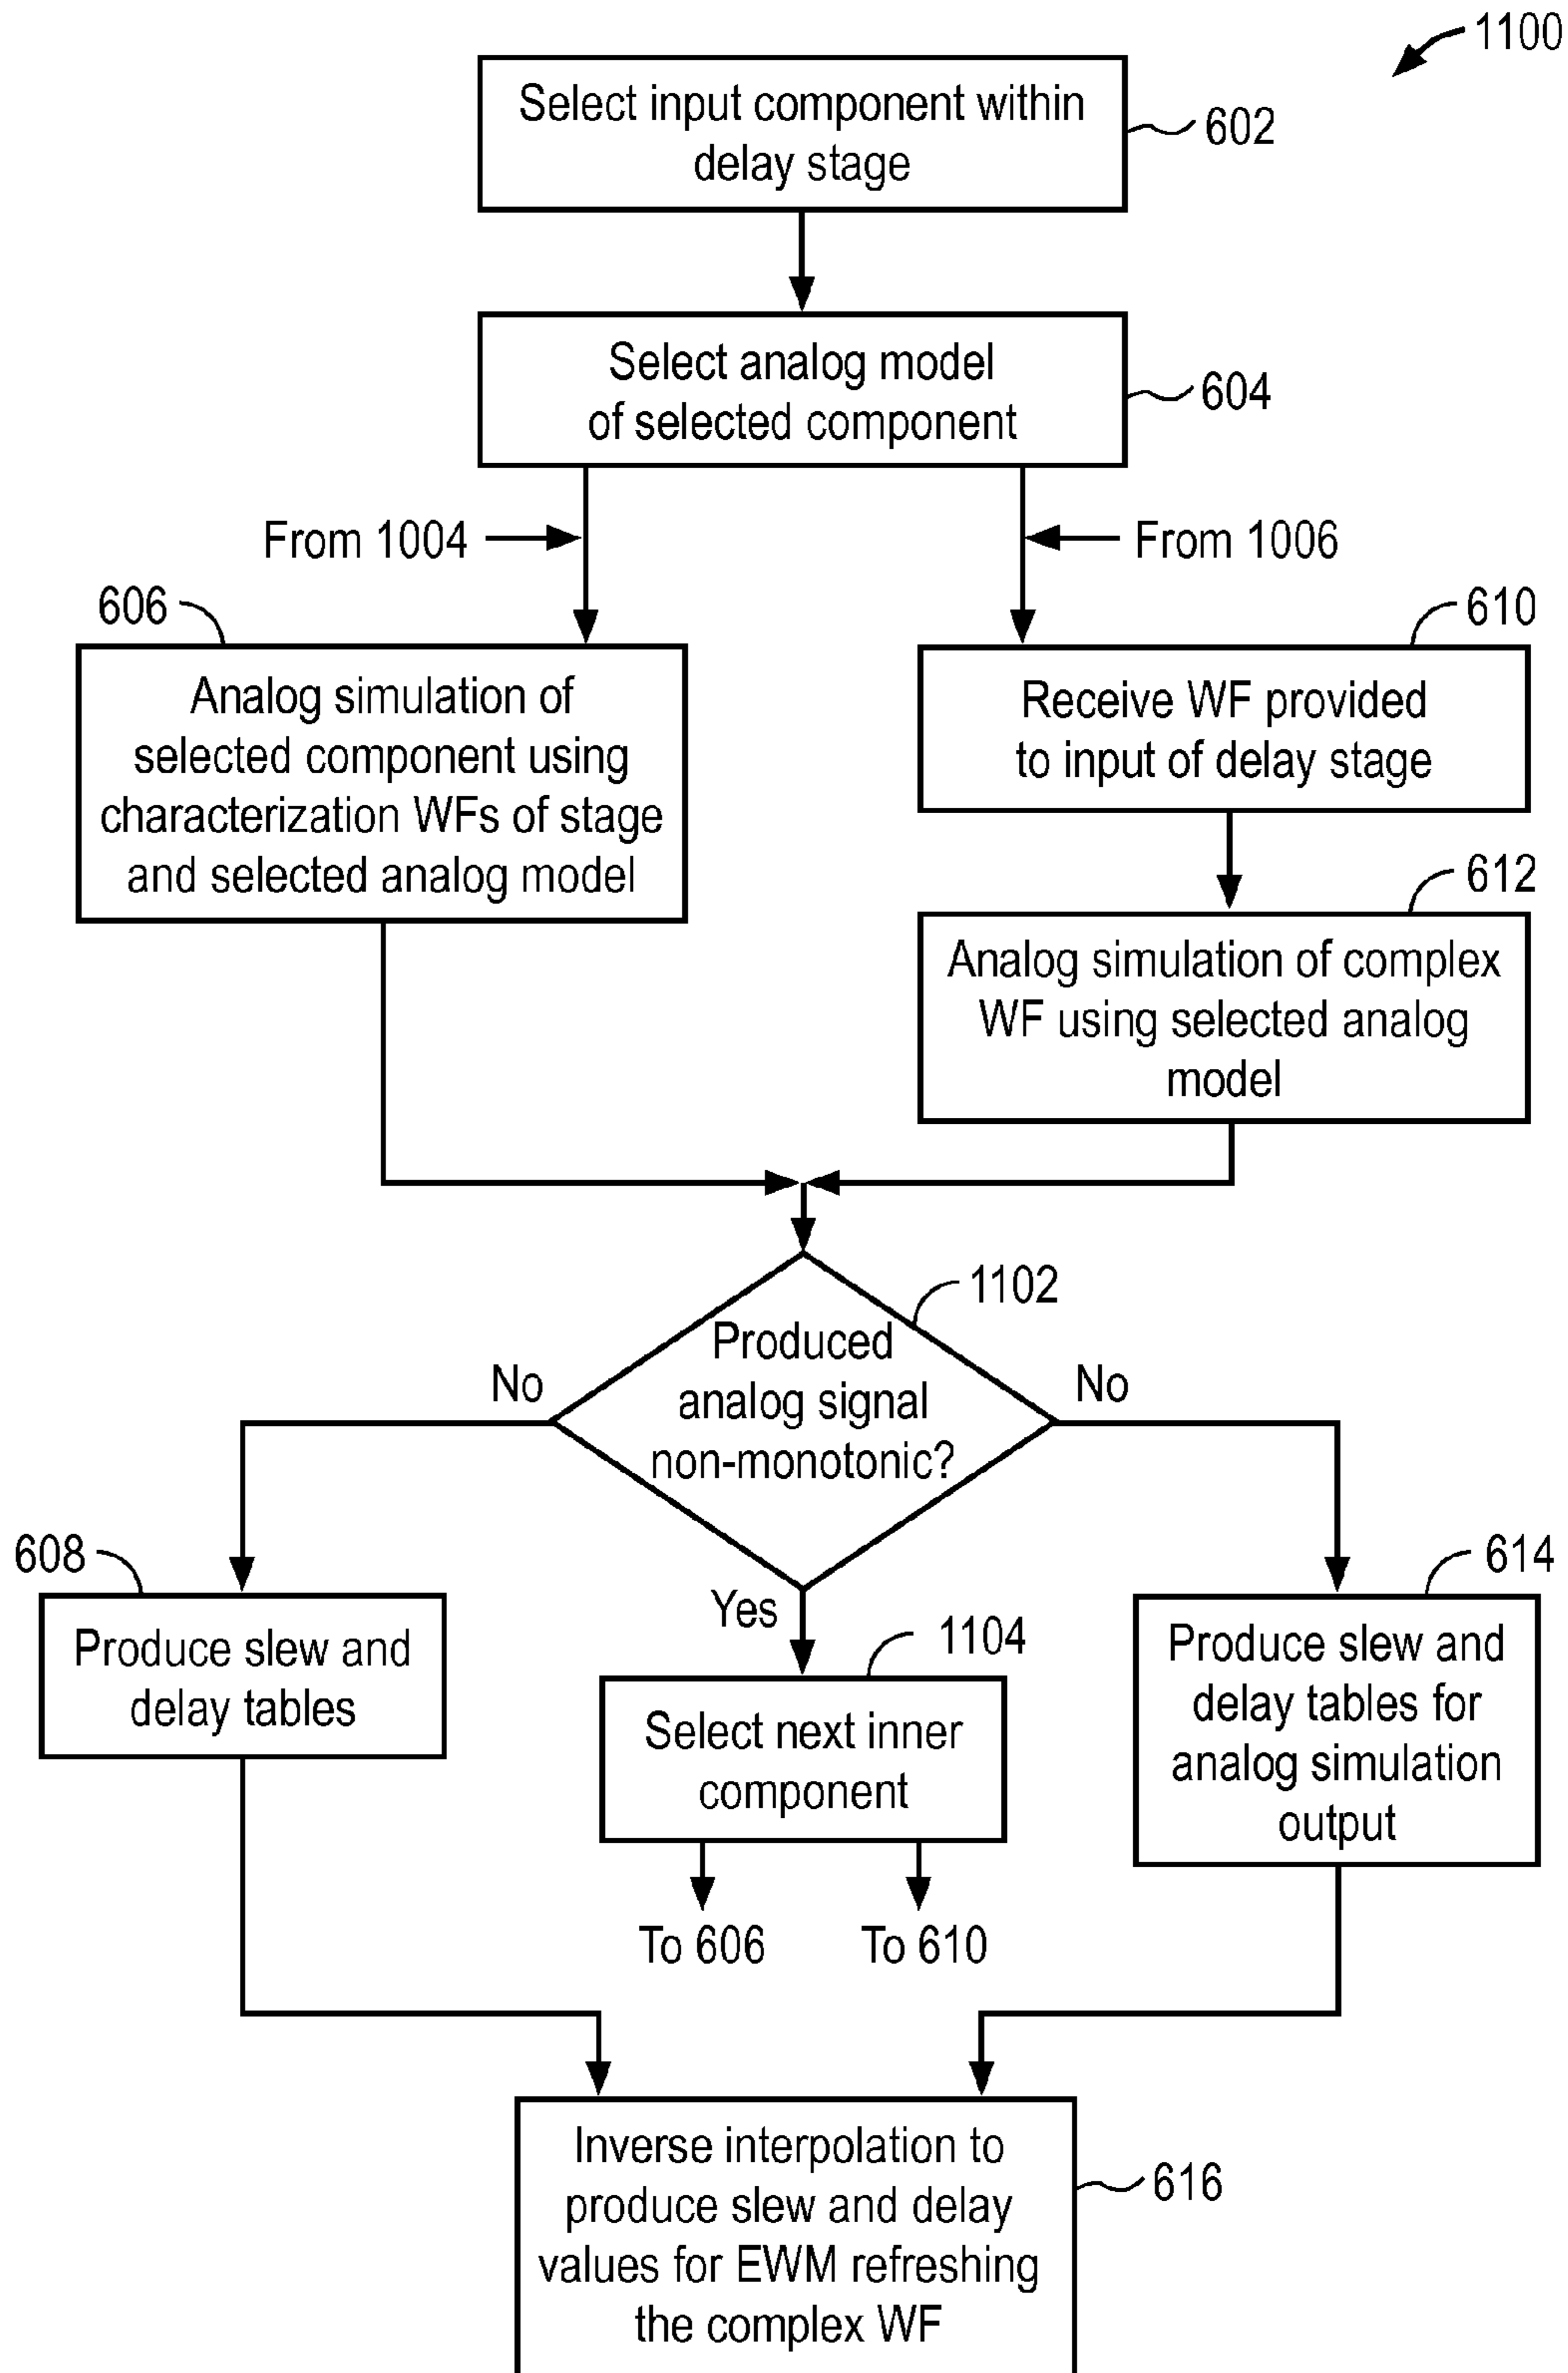 1100
Select input component within
delay stage
602
Select analog model
of selected component
604
From 1004
From 1006
606
610
Analog simulation of
selected component using
characterization WFs of stage
and selected analog model
Receive WF provided
to input of delay stage
612
Analog simulation of complex
WF using selected analog
model
1102
Produced
analog signal
non-monotonic?
No
No
Yes
608
614
Produce slew and
delay tables
1104
Select next inner
component
Produce slew and
delay tables for
analog simulation
output
To 606
To 610
Inverse interpolation to
produce slew and delay
values for EWM refreshing
the complex WF
616